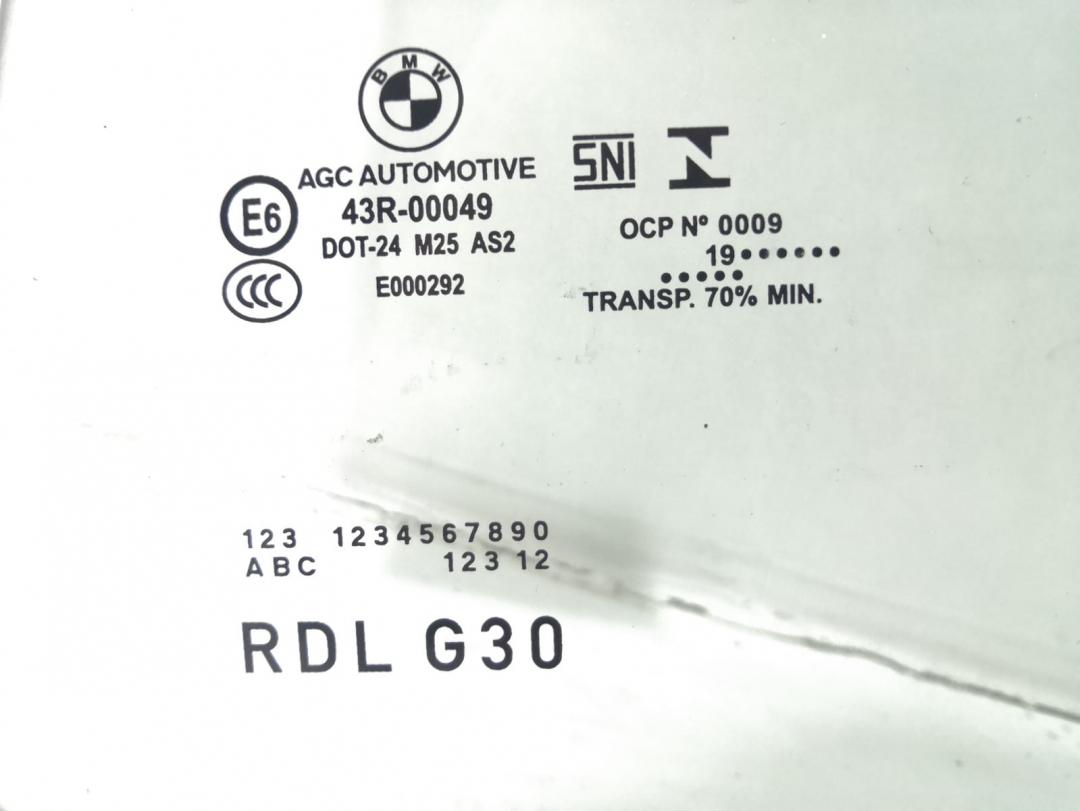 BMW
AGC AUTOMOTIVE
E6
43R-00049
DOT-24 M25 AS2
CCC
E000292
SNI
OCP Nº 0009
19●●●●●●
●●●●●
TRANSP. 70% MIN.
123 1234567890
ABC 123 12
RDL G30